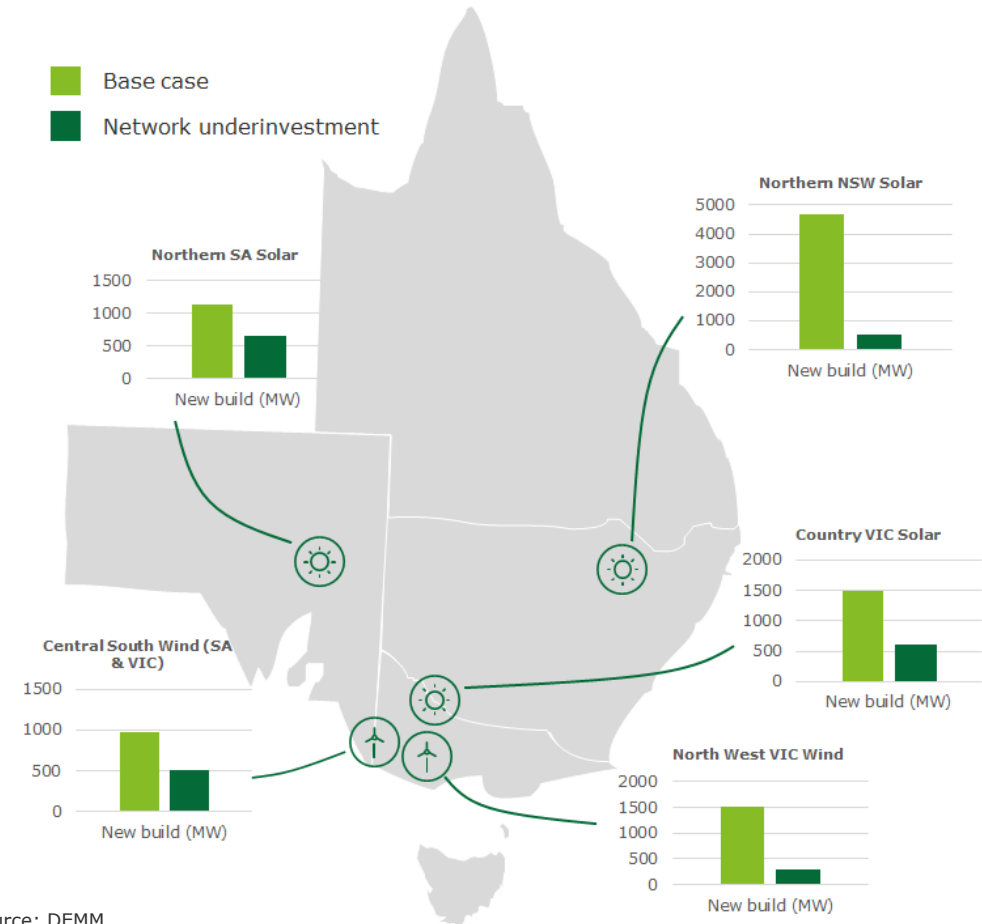 Base case
Network underinvestment
Northern NSW Solar
5000
4000
3000
2000
1000
0
New build (MW)
Northern SA Solar
1500
1000
500
0
New build (MW)
Country VIC Solar
2000
1500
1000
500
0
New build (MW)
Central South Wind (SA
& VIC)
1500
1000
500
0
New build (MW)
North West VIC Wind
2000
1500
1000
500
0
New build (MW)
urce: DEMM